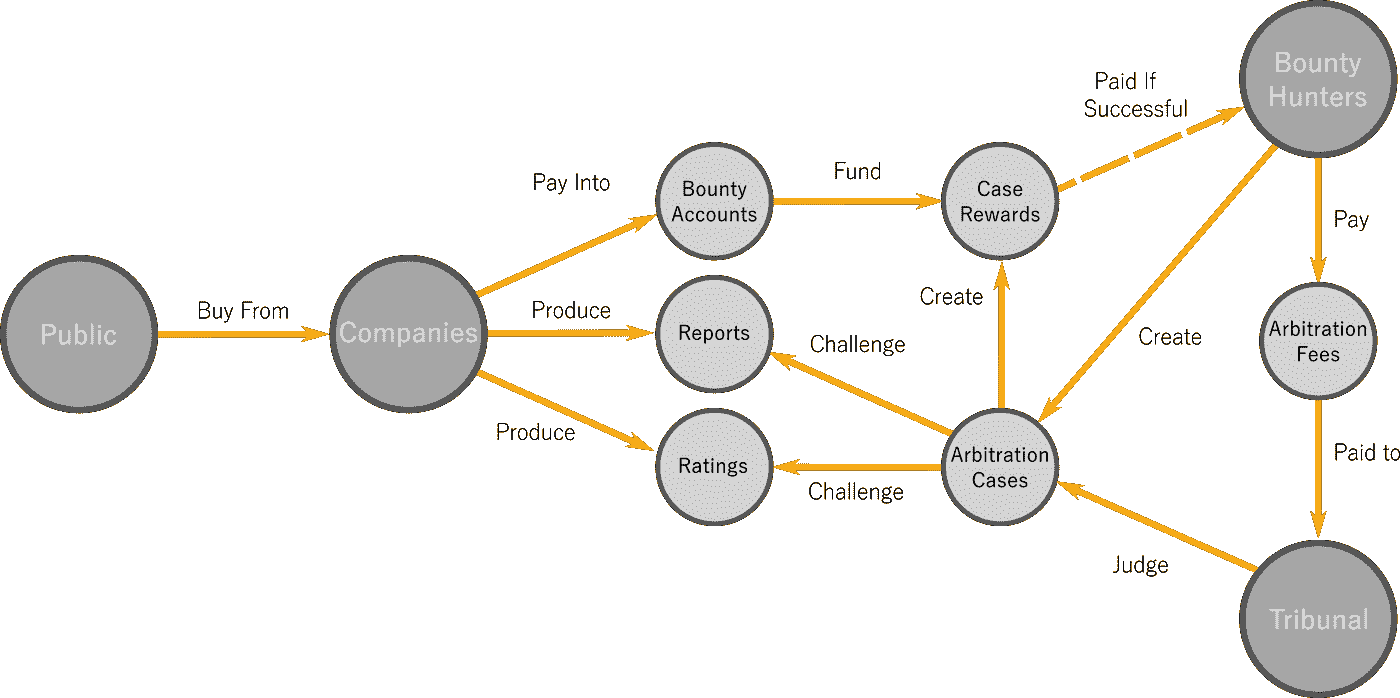 Bounty
Hunters
Paid If
Successful
Pay Into
Bounty
Accounts
Fund
Case
Rewards
Pay
Public
Buy From
Companies
Produce
Reports
Create
Challenge
Create
Arbitration
Fees
Produce
Ratings
Challenge
Arbitration
Cases
Paid to
Judge
Tribunal